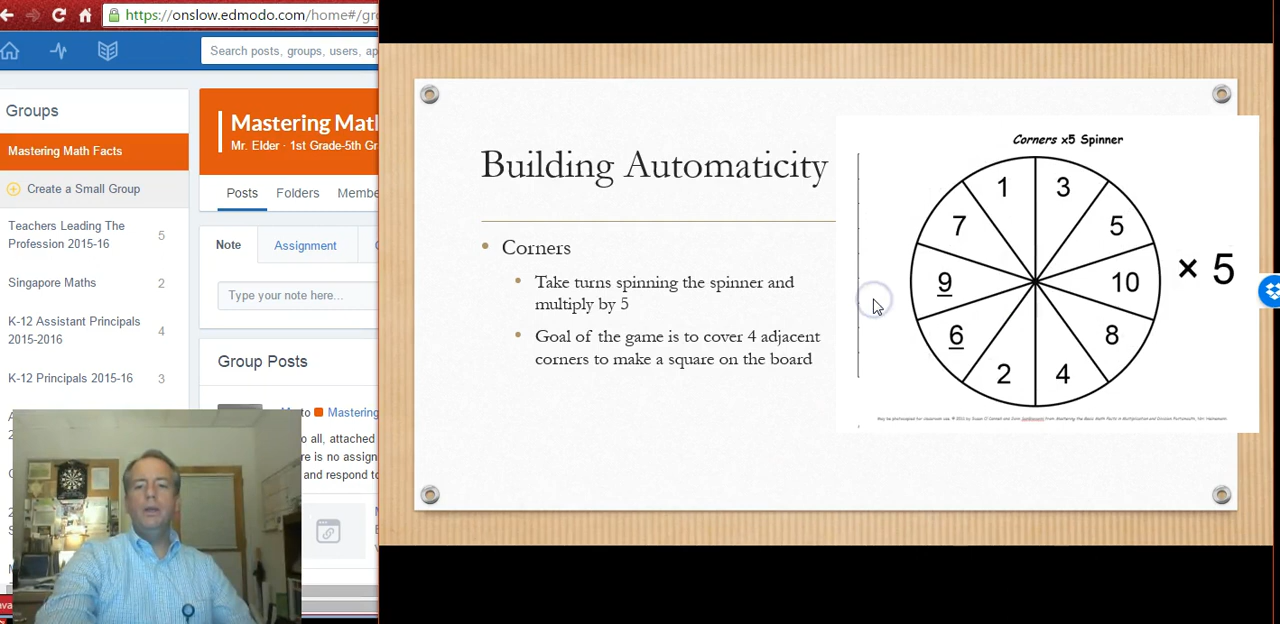 https://onslow.edmodo.com/home#/gr
Search posts, groups, users, ap
Groups
Mastering Math Facts
Create a Small Group
Teachers Leading The
Profession 2015-16
5
Singapore Maths
2
K-12 Assistant Principals
2015-2016
4
K-12 Principals 2015-16
3
Mastering Math
Mr. Elder · 1st Grade-5th Gr
Posts
Folders
Membe
Note
Assignment
Type your note here...
Group Posts
to
Mastering
o all, attached
re is no assign
and respond to
Building Automaticity
Corners
Take turns spinning the spinner and
multiply by 5
Goal of the game is to cover 4 adjacent
corners to make a square on the board
Corners x5 Spinner
1
3
7
5
9
10
6
8
2
4
× 5